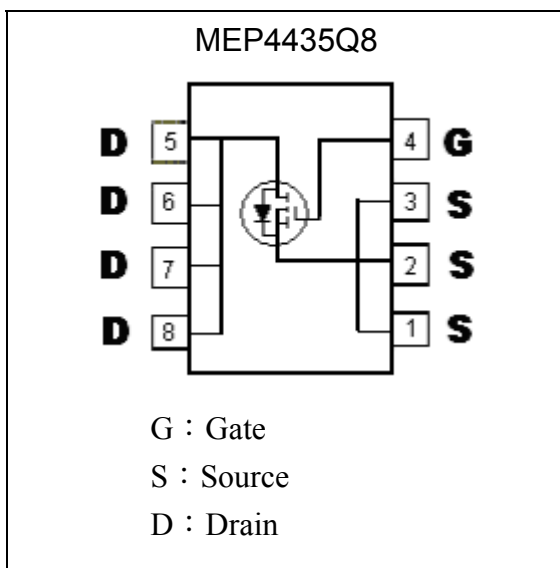 MEP4435Q8
D 5 4 G
D 6 3 S
D 7 2 S
D 8 1 S
G：Gate
S：Source
D：Drain